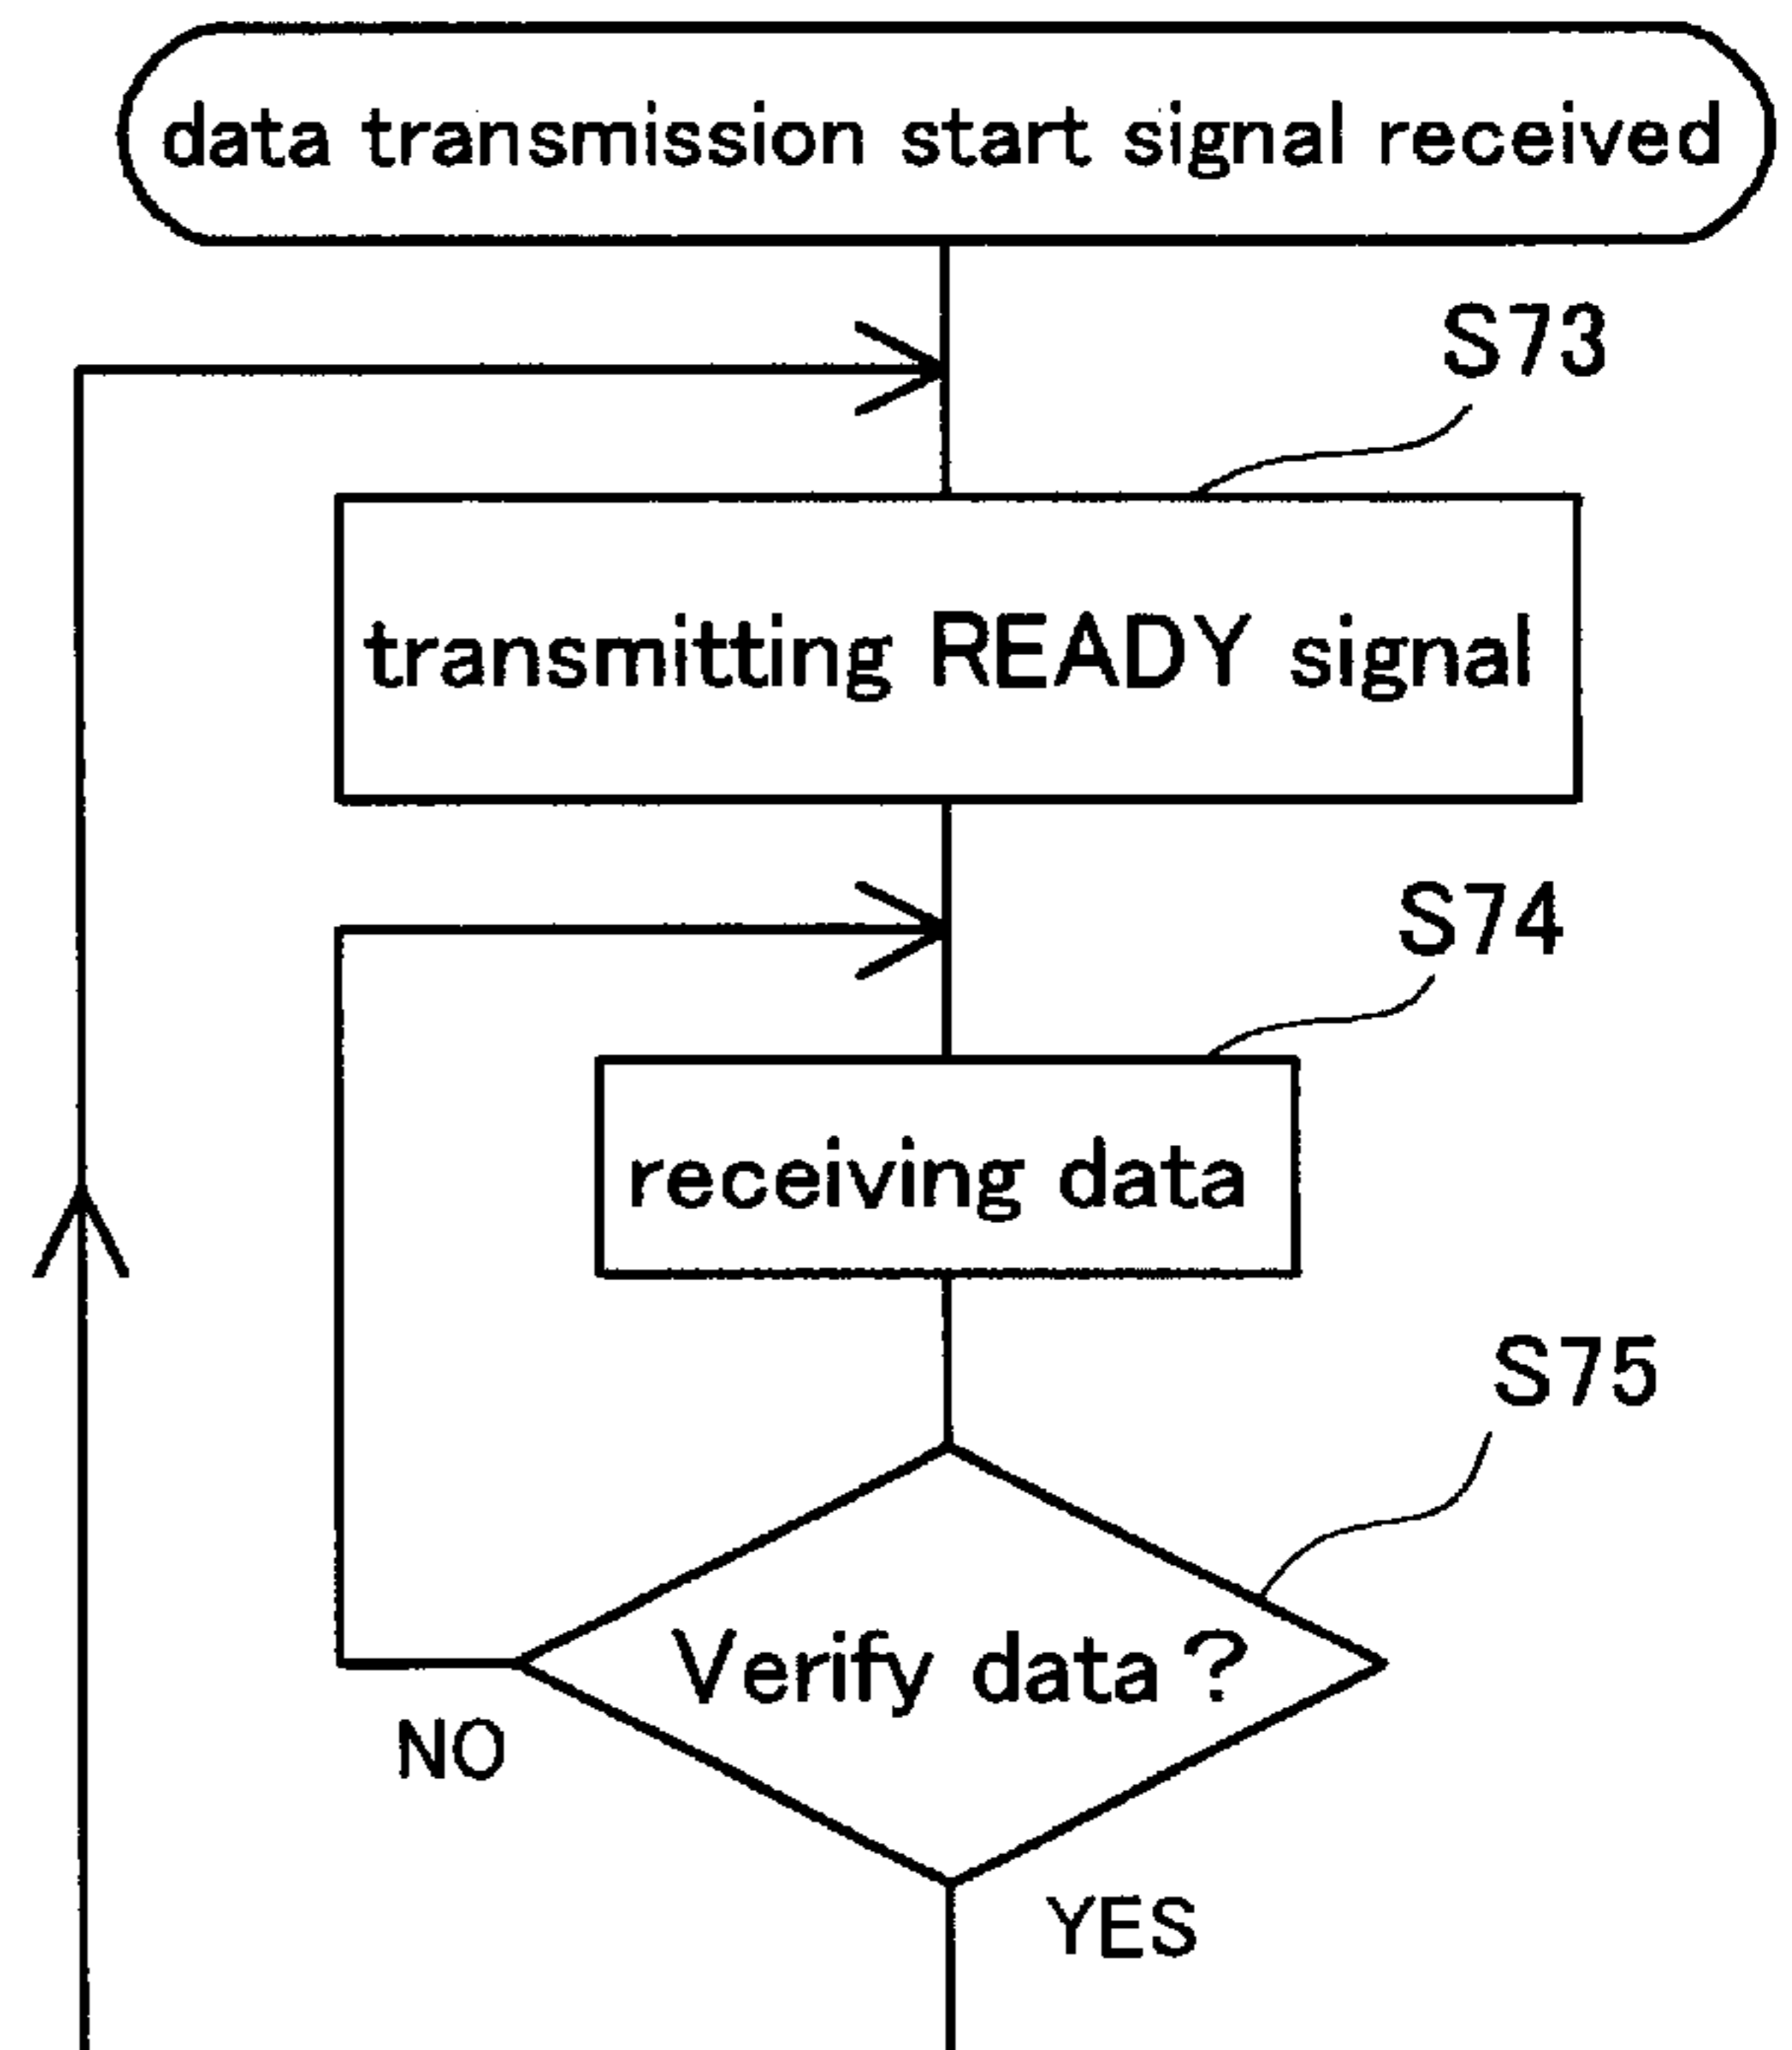 data transmission start signal received
S73
transmitting READY signal
S74
receiving data
S75
Verify data ?
NO
YES